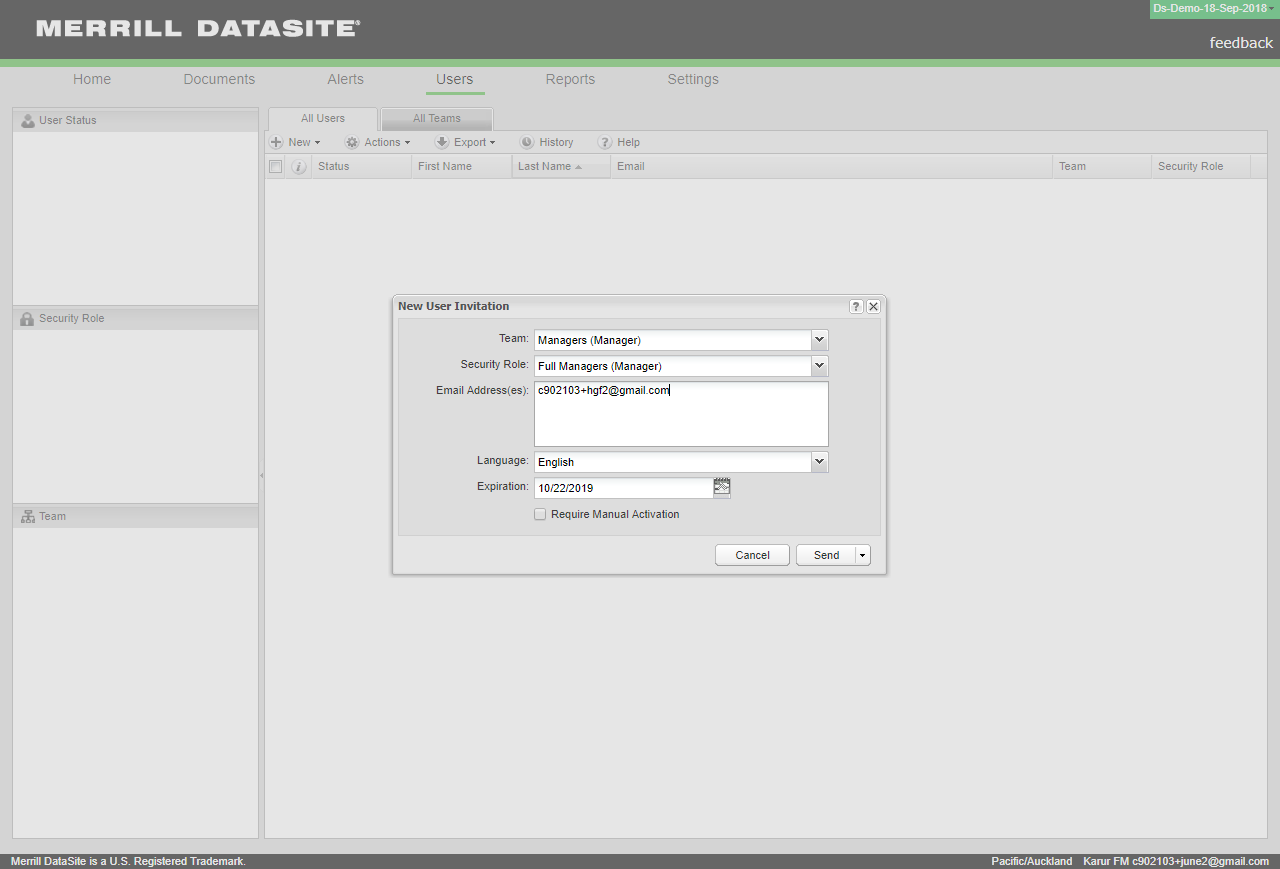 Ds-Demo-18-Sep-2018
MERRILL DATASITE®
feedback
Home Documents Alerts Users Reports Settings
User Status
All Users All Teams
New Actions Export History ? Help
i Status First Name Last Name Email Team Security Role
New User Invitation ?
Security Role
Team: Managers (Manager)
Security Role: Full Managers (Manager)
Email Address(es): c902103+hgf2@gmail.com
Language: English
Expiration: 10/22/2019
Require Manual Activation
Team
Cancel Send
Merrill DataSite is a U.S. Registered Trademark. Pacific/Auckland Karur FM c902103+june2@gmail.com